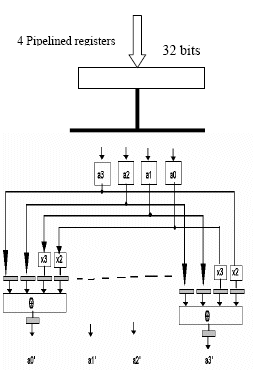 4 Pipelined registers
32 bits
a3 a2 a1 a0
x3 x2 x3 x2
a0' a1' a2' a3'